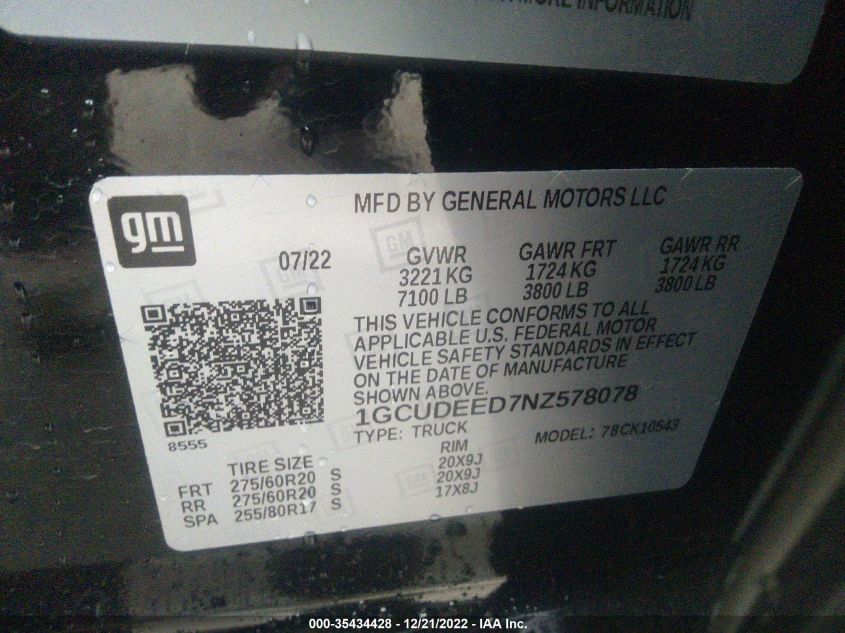 MORE INFORMATION
gm
MFD BY GENERAL MOTORS LLC
07/22
GVWR
3221 KG
7100 LB
GAWR FRT
1724 KG
3800 LB
GAWR RR
1724 KG
3800 LB
THIS VEHICLE CONFORMS TO ALL
APPLICABLE U.S. FEDERAL MOTOR
VEHICLE SAFETY STANDARDS IN EFFECT
ON THE DATE OF MANUFACTURE
SHOWN ABOVE.
1GCUDEED7NZ578078
TYPE: TRUCK
MODEL: 78CK10543
8555
TIRE SIZE
RIM
FRT 275/60R20 S 20X9J
RR 275/60R20 S 20X9J
SPA 255/80R17 S 17X8J
000-35434428 - 12/21/2022 - IAA Inc.